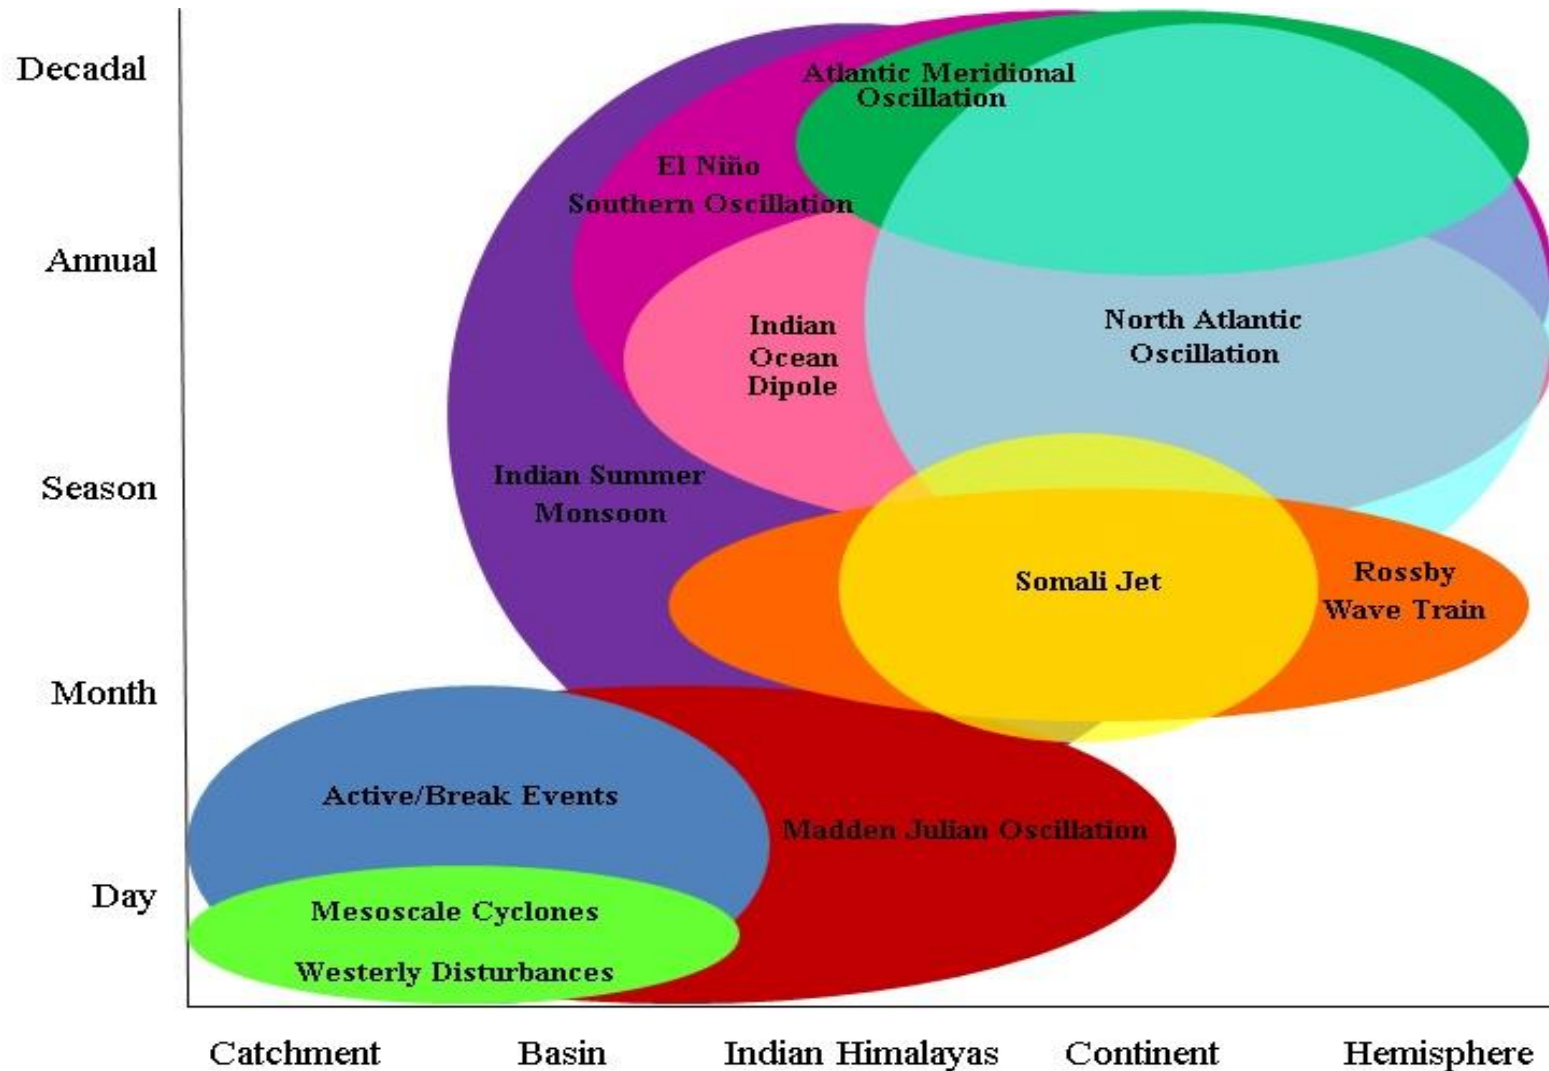 Decadal
Atlantic Meridional
Oscillation
El Niño
Southern Oscillation
Annual
Indian
Ocean
Dipole
North Atlantic
Oscillation
Season
Indian Summer
Monsoon
Somali Jet
Rossby
Wave Train
Month
Active/Break Events
Madden Julian Oscillation
Day
Mesoscale Cyclones
Westerly Disturbances
Catchment
Basin
Indian Himalayas
Continent
Hemisphere